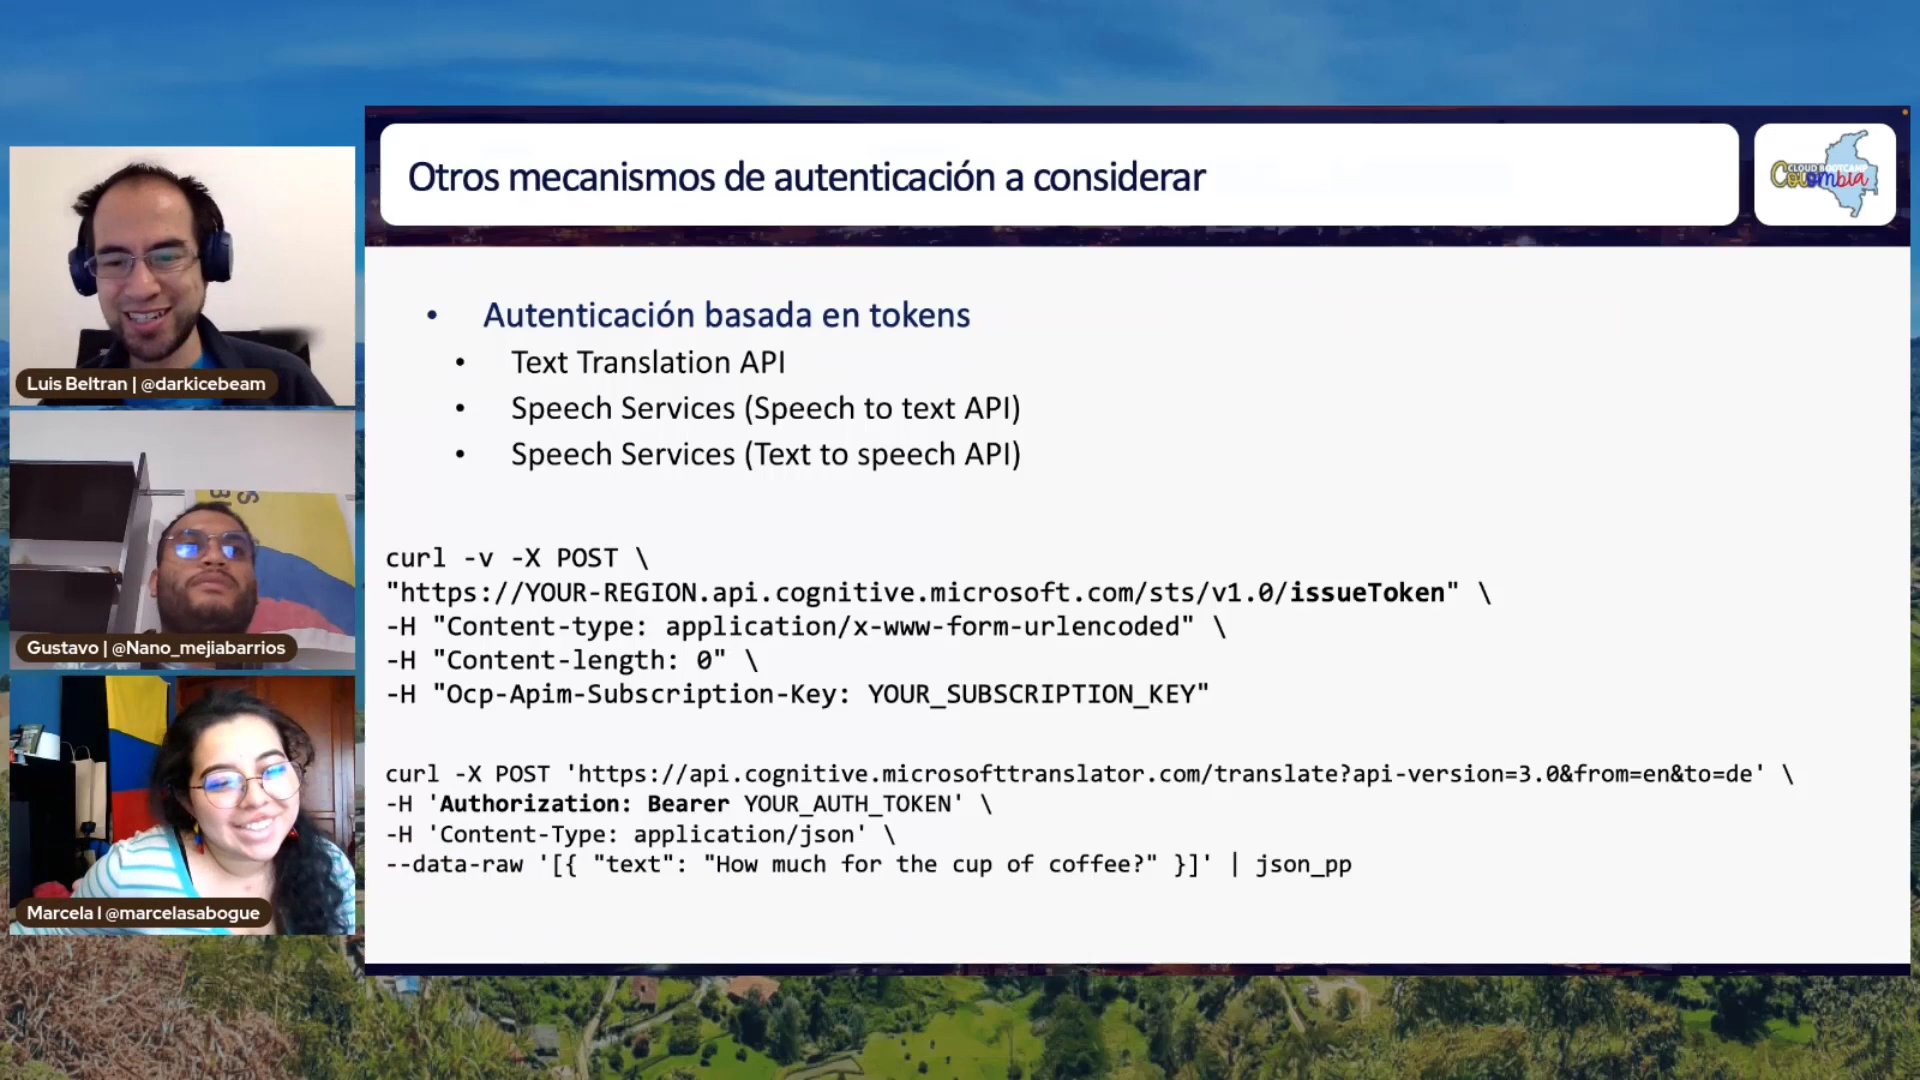 Otros mecanismos de autenticación a considerar
CLOUD BOOTCAMP
Colombia
• Autenticación basada en tokens
• Text Translation API
• Speech Services (Speech to text API)
• Speech Services (Text to speech API)
curl -v -X POST \
"https://YOUR-REGION.api.cognitive.microsoft.com/sts/v1.0/issueToken" \
-H "Content-type: application/x-www-form-urlencoded" \
-H "Content-length: 0" \
-H "Ocp-Apim-Subscription-Key: YOUR_SUBSCRIPTION_KEY"
curl -X POST 'https://api.cognitive.microsofttranslator.com/translate?api-version=3.0&from=en&to=de' \
-H 'Authorization: Bearer YOUR_AUTH_TOKEN' \
-H 'Content-Type: application/json' \
--data-raw '[{ "text": "How much for the cup of coffee?" }]' | json_pp
Luis Beltran | @darkicebeam
Gustavo | @Nano_mejiabarrios
Marcela I @marcelasabogue